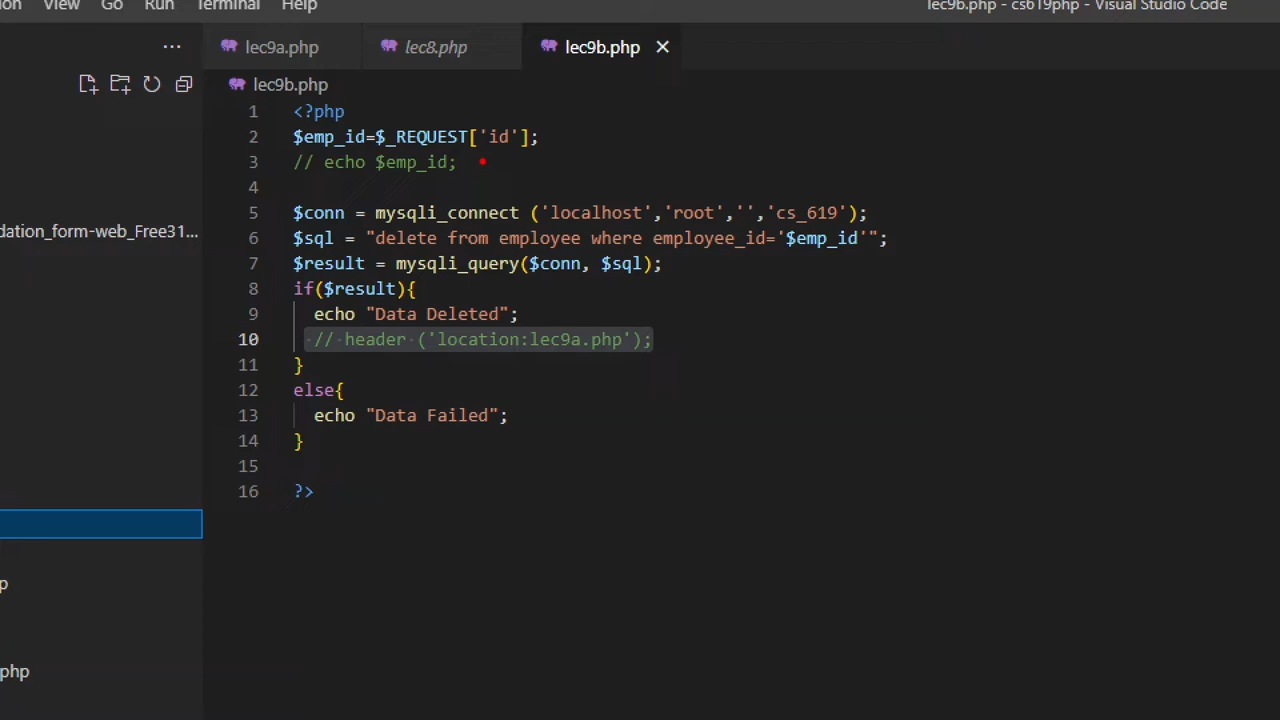 ion View Go Run Terminal Help lec9b.php - cs619php - Visual Studio Code
... lec9a.php lec8.php lec9b.php ×
lec9b.php
1 <?php
2 $emp_id=$_REQUEST['id'];
3 // echo $emp_id;
4
5 $conn = mysqli_connect ('localhost','root','','cs_619');
6 $sql = "delete from employee where employee_id='$emp_id'";
7 $result = mysqli_query($conn, $sql);
8 if($result){
9 echo "Data Deleted";
10 // header ('location:lec9a.php');
11 }
12 else{
13 echo "Data Failed";
14 }
15
16 ?>
dation_form-web_Free31...
p
php